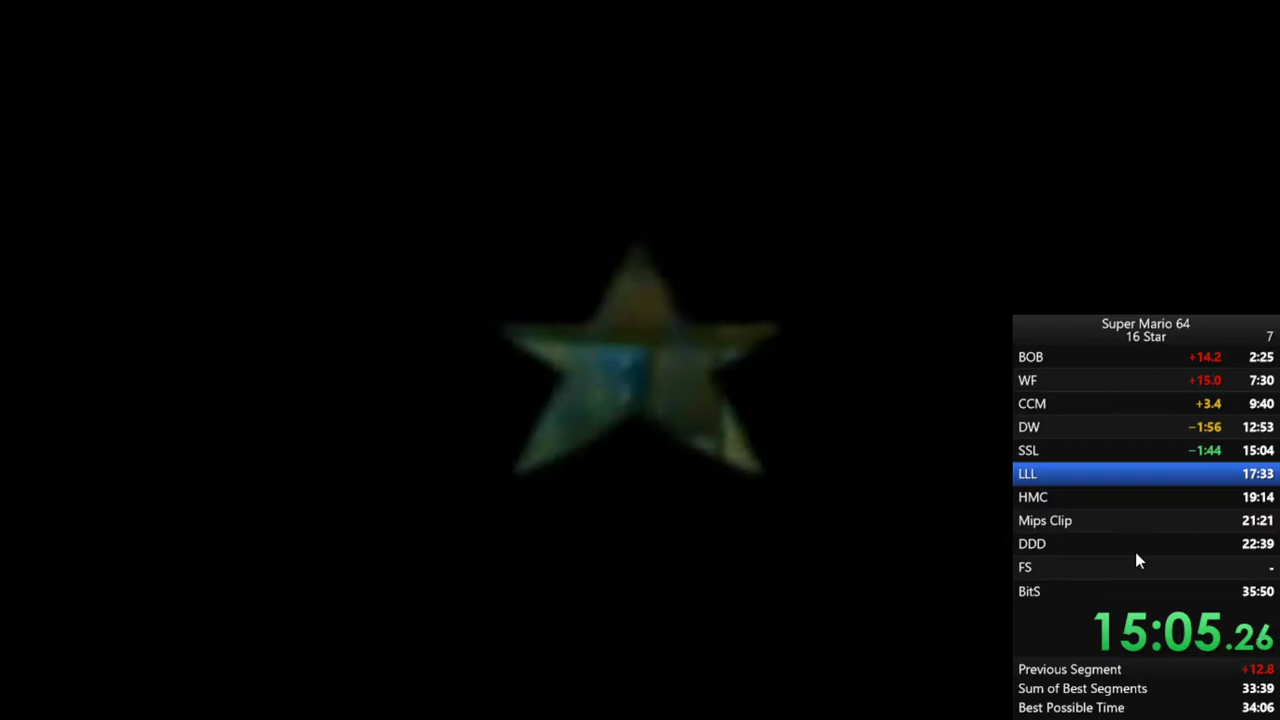 Super Mario 64
16 Star 7
BOB +14.2 2:25
WF +15.0 7:30
CCM +3.4 9:40
DW −1:56 12:53
SSL −1:44 15:04
LLL 17:33
HMC 19:14
Mips Clip 21:21
DDD 22:39
FS -
BitS 35:50
15:05.26
Previous Segment +12.8
Sum of Best Segments 33:39
Best Possible Time 34:06